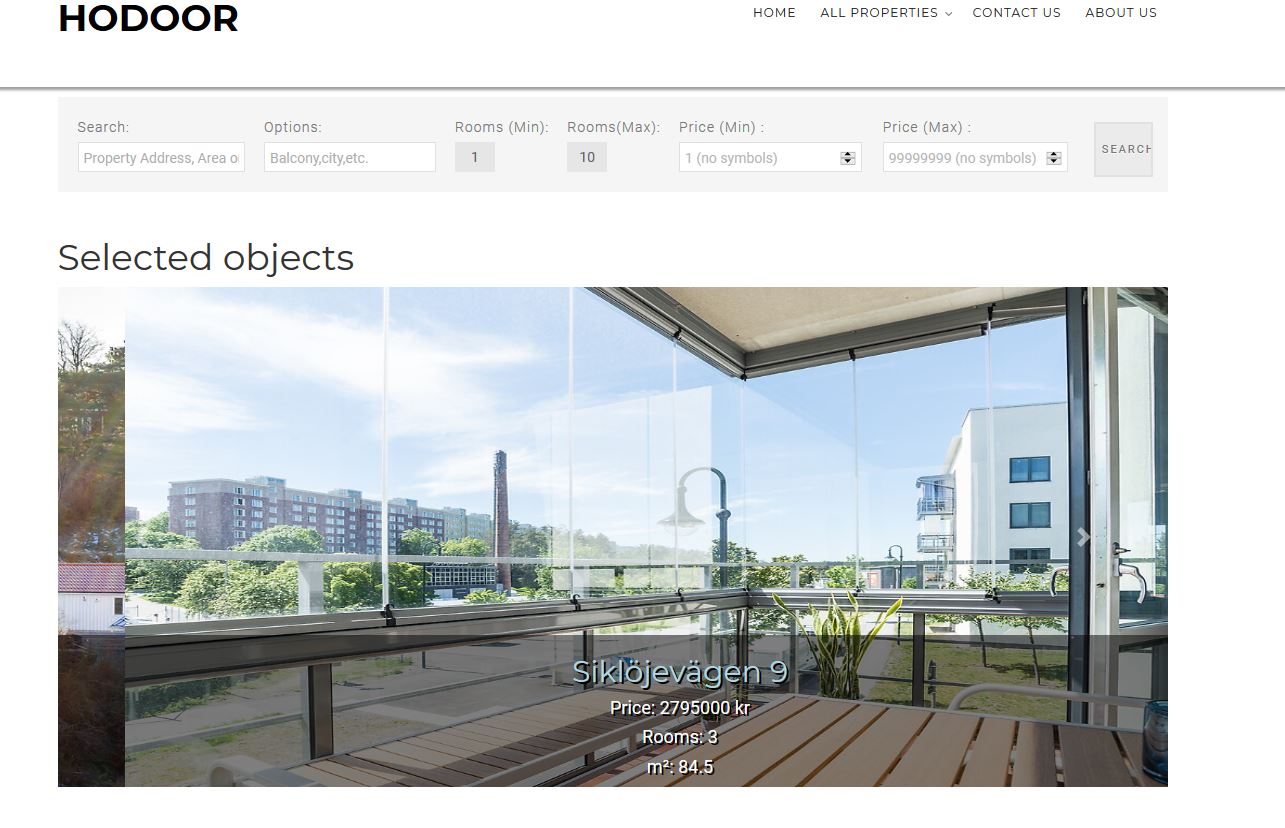 HODOOR
HOME ALL PROPERTIES CONTACT US ABOUT US
Search: Options: Rooms (Min): Rooms(Max): Price (Min) : Price (Max) :
Property Address, Area o Balcony,city,etc. 1 10 1 (no symbols) 99999999 (no symbols) SEARCH
Selected objects
Siklöjevägen 9
Price: 2795000 kr
Rooms: 3
m²: 84.5